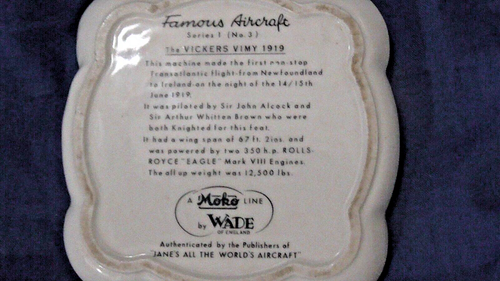 Famous Aircraft
Series 1 (No. 3)
The VICKERS VIMY 1919
This machine made the first non-stop
Transatlantic flight from Newfoundland
to Ireland on the night of the 14/15th
June 1919.
It was piloted by Sir John Alcock and
Sir Arthur Whitten Brown who were
both Knighted for this feat.
It had a wing span of 67 ft. 2 ins. and
was powered by two 350 h.p. ROLLS-
ROYCE "EAGLE" Mark VIII Engines.
The all up weight was 12,500 lbs.
A Moko LINE
by WADE
OF ENGLAND
Authenticated by the Publishers of
"JANE'S ALL THE WORLD'S AIRCRAFT"